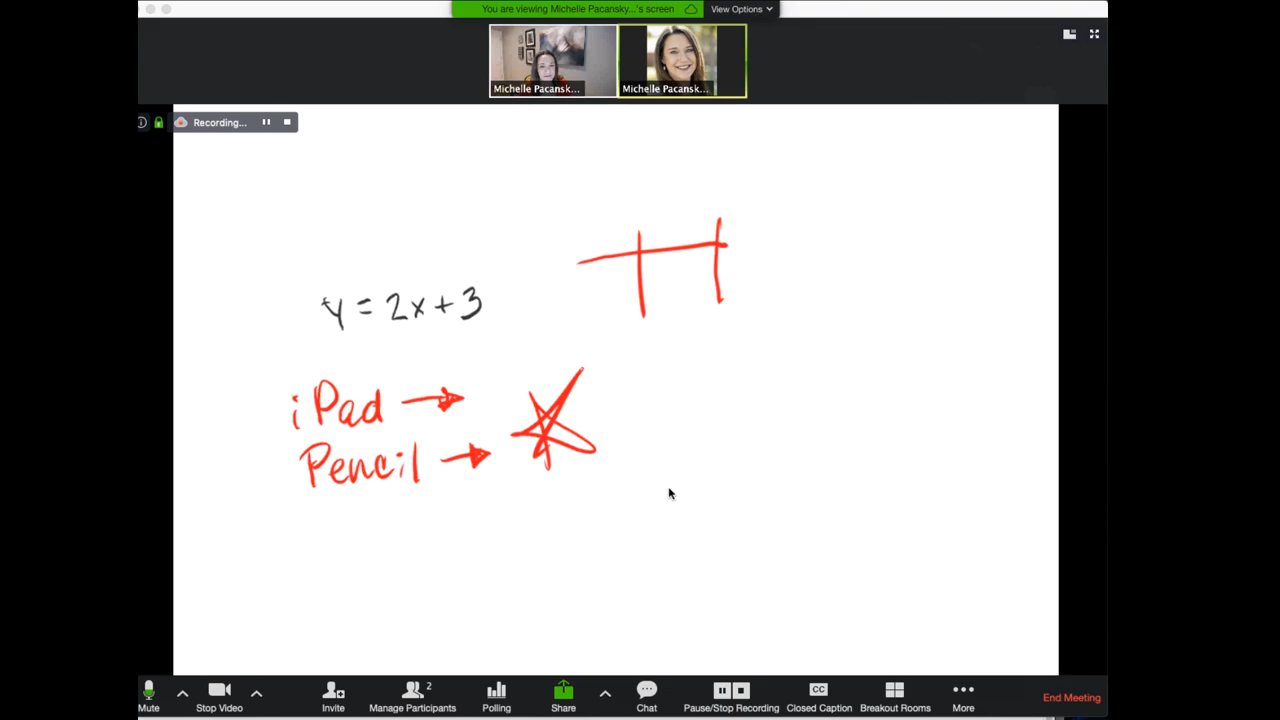 You are viewing Michelle Pacansky...'s screen
View Options
Michelle Pacansk...
Michelle Pacansk...
Recording...
y = 2x + 3
iPad →
Pencil →
Mute
Stop Video
Invite
2
Manage Participants
Polling
Share
Chat
Pause/Stop Recording
CC
Closed Caption
Breakout Rooms
More
End Meeting